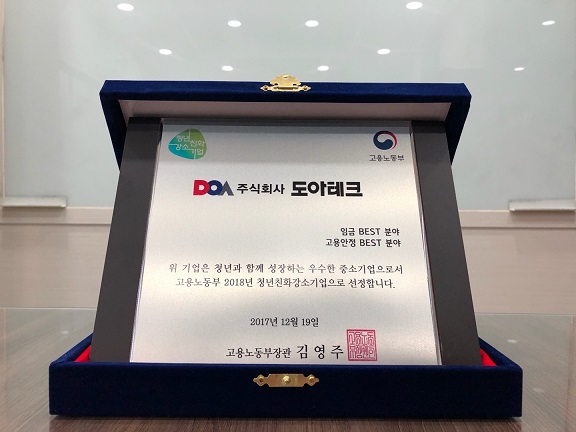 청년친화
강소기업
고용노동부
DOA 주식회사 도아테크
임금 BEST 분야
고용안정 BEST 분야
위 기업은 청년과 함께 성장하는 우수한 중소기업으로서
고용노동부 2018년 청년친화강소기업으로 선정합니다.
2017년 12월 19일
고용노동부장관 김영주